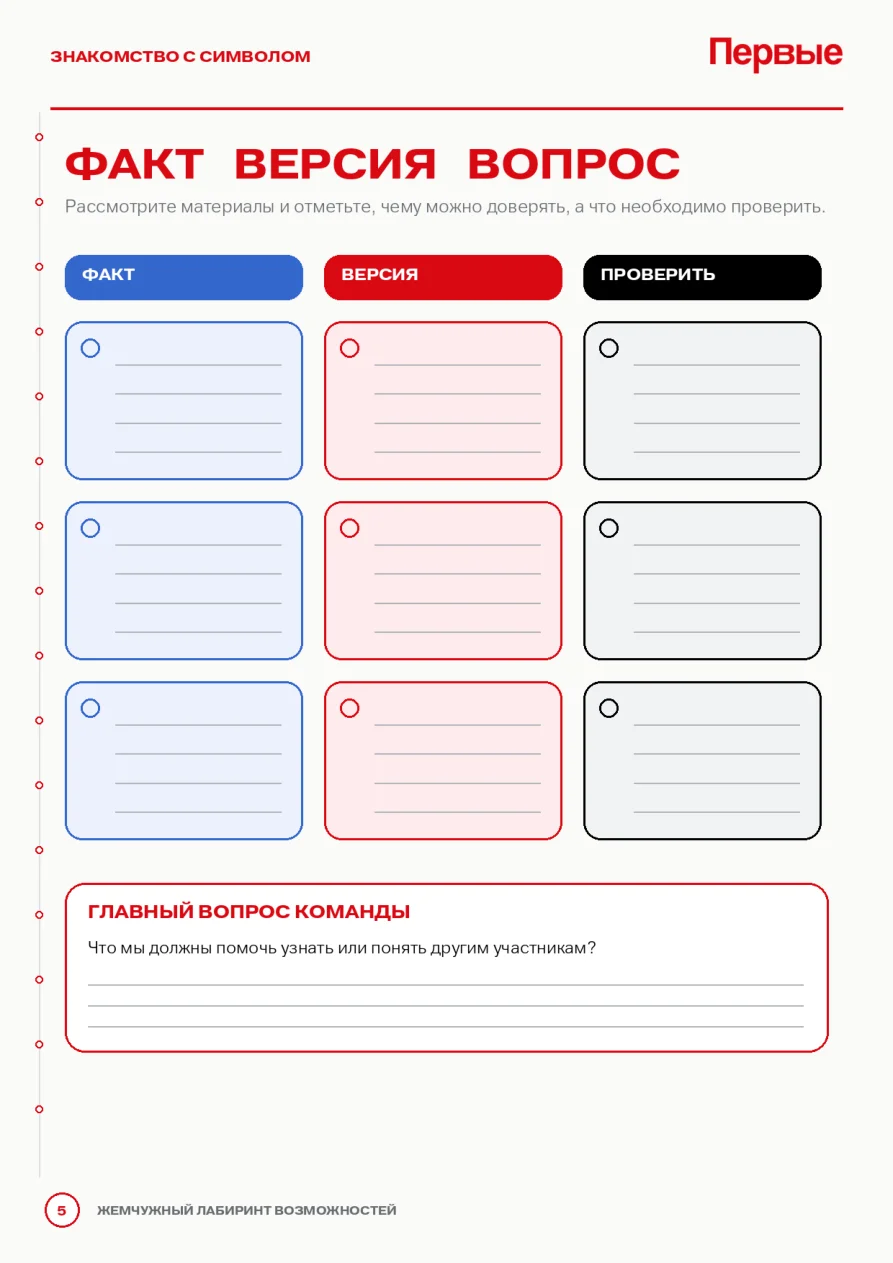 ЗНАКОМСТВО С СИМВОЛОМ
Первые
ФАКТ ВЕРСИЯ ВОПРОС
Рассмотрите материалы и отметьте, чему можно доверять, а что необходимо проверить.
ФАКТ
ВЕРСИЯ
ПРОВЕРИТЬ
ГЛАВНЫЙ ВОПРОС КОМАНДЫ
Что мы должны помочь узнать или понять другим участникам?
5
ЖЕМЧУЖНЫЙ ЛАБИРИНТ ВОЗМОЖНОСТЕЙ